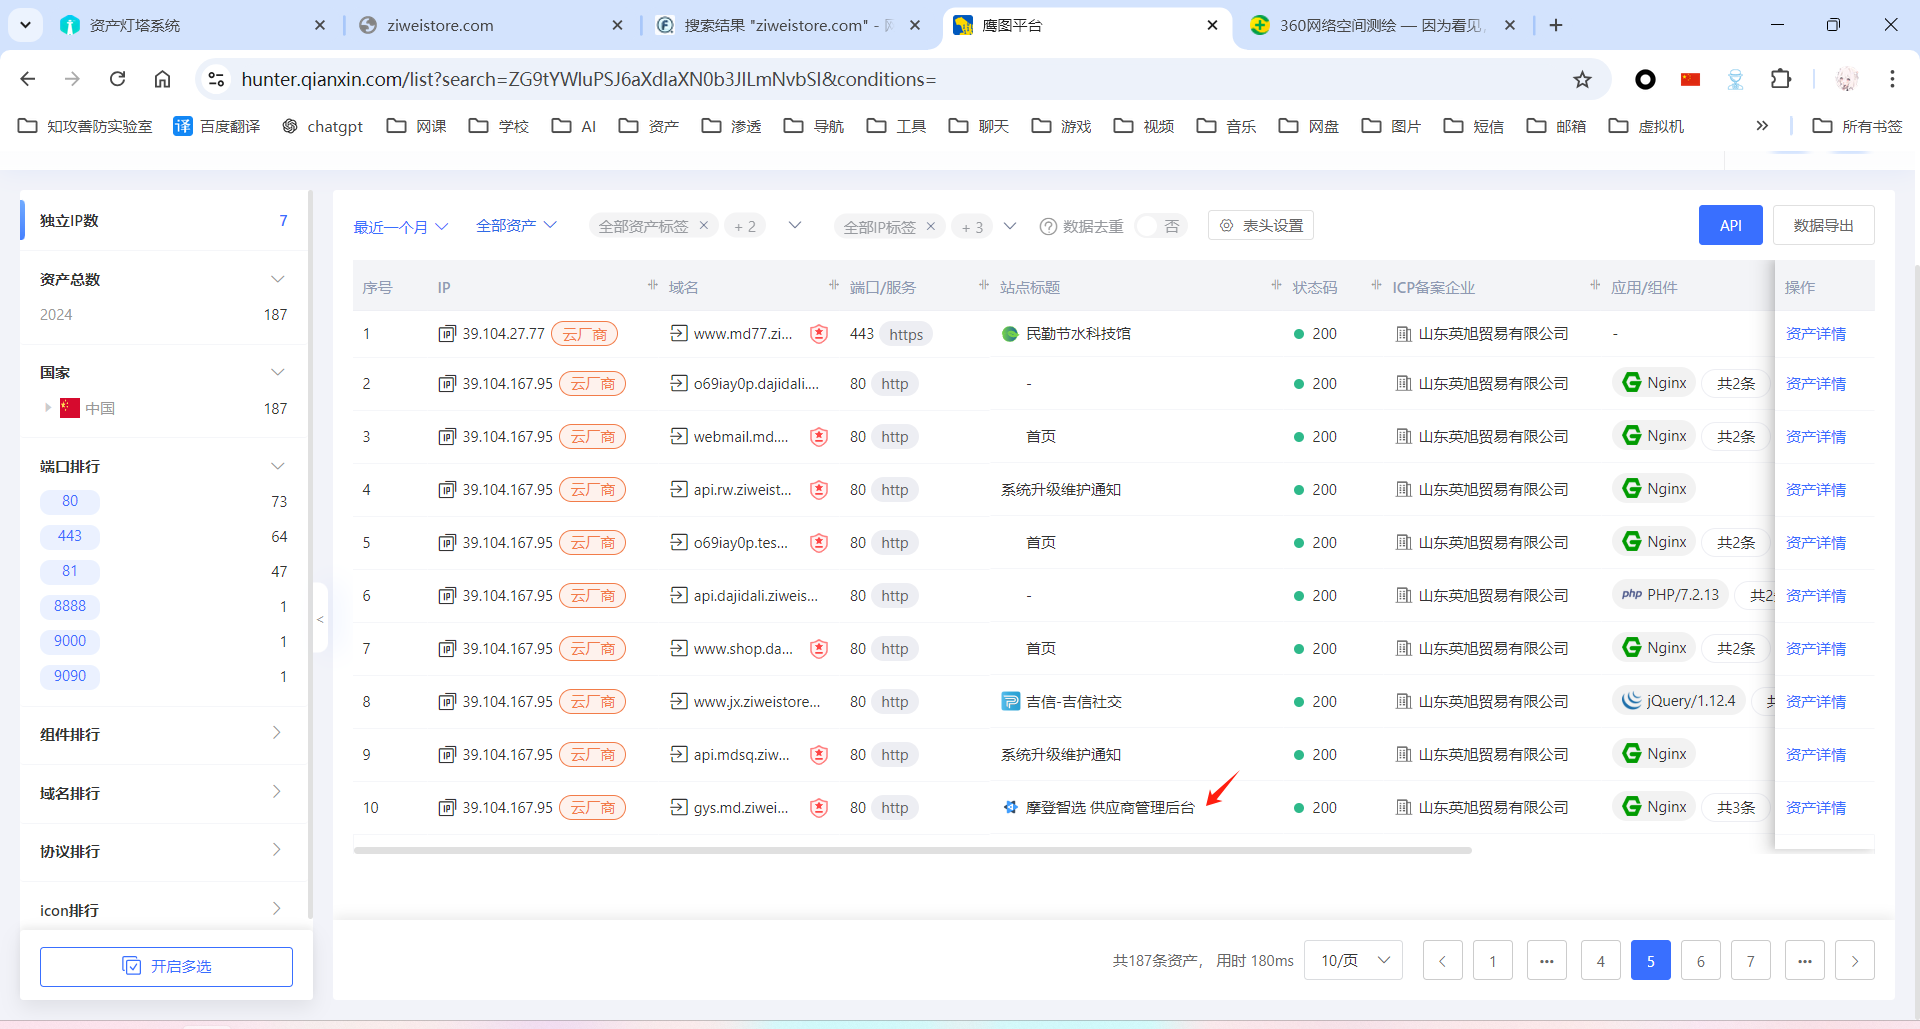 资产灯塔系统
ziweistore.com
搜索结果 "ziweistore.com" - 网
鹰图平台
360网络空间测绘 — 因为看见,
hunter.qianxin.com/list?search=ZG9tYWluPSJ6aXdlaXN0b3JlLmNvbSI&conditions=
知攻善防实验室
译 百度翻译
chatgpt
网课
学校
AI
资产
渗透
导航
工具
聊天
游戏
视频
音乐
网盘
图片
短信
邮箱
虚拟机
»
所有书签
独立IP数 7
资产总数
2024 187
国家
中国 187
端口排行
80 73
443 64
81 47
8888 1
9000 1
9090 1
组件排行
域名排行
协议排行
icon排行
开启多选
<
最近一个月
全部资产
全部资产标签 ×
+ 2
全部IP标签 ×
+ 3
数据去重 否
表头设置
API
数据导出
序号 IP 域名 端口/服务 站点标题 状态码 ICP备案企业 应用/组件 操作
1 39.104.27.77 云厂商 www.md77.zi... 443 https 民勤节水科技馆 200 山东英旭贸易有限公司 - 资产详情
2 39.104.167.95 云厂商 o69iay0p.dajidali.... 80 http - 200 山东英旭贸易有限公司 Nginx 共2条 资产详情
3 39.104.167.95 云厂商 webmail.md.... 80 http 首页 200 山东英旭贸易有限公司 Nginx 共2条 资产详情
4 39.104.167.95 云厂商 api.rw.ziweist... 80 http 系统升级维护通知 200 山东英旭贸易有限公司 Nginx 资产详情
5 39.104.167.95 云厂商 o69iay0p.tes... 80 http 首页 200 山东英旭贸易有限公司 Nginx 共2条 资产详情
6 39.104.167.95 云厂商 api.dajidali.ziweis... 80 http - 200 山东英旭贸易有限公司 php PHP/7.2.13 共2 资产详情
7 39.104.167.95 云厂商 www.shop.da... 80 http 首页 200 山东英旭贸易有限公司 Nginx 共2条 资产详情
8 39.104.167.95 云厂商 www.jx.ziweistore... 80 http 吉信-吉信社交 200 山东英旭贸易有限公司 jQuery/1.12.4 共 资产详情
9 39.104.167.95 云厂商 api.mdsq.ziw... 80 http 系统升级维护通知 200 山东英旭贸易有限公司 Nginx 资产详情
10 39.104.167.95 云厂商 gys.md.ziwei... 80 http 摩登智选 供应商管理后台 200 山东英旭贸易有限公司 Nginx 共3条 资产详情
共187条资产， 用时 180ms
10/页
< 1 ••• 4 5 6 7 ••• >